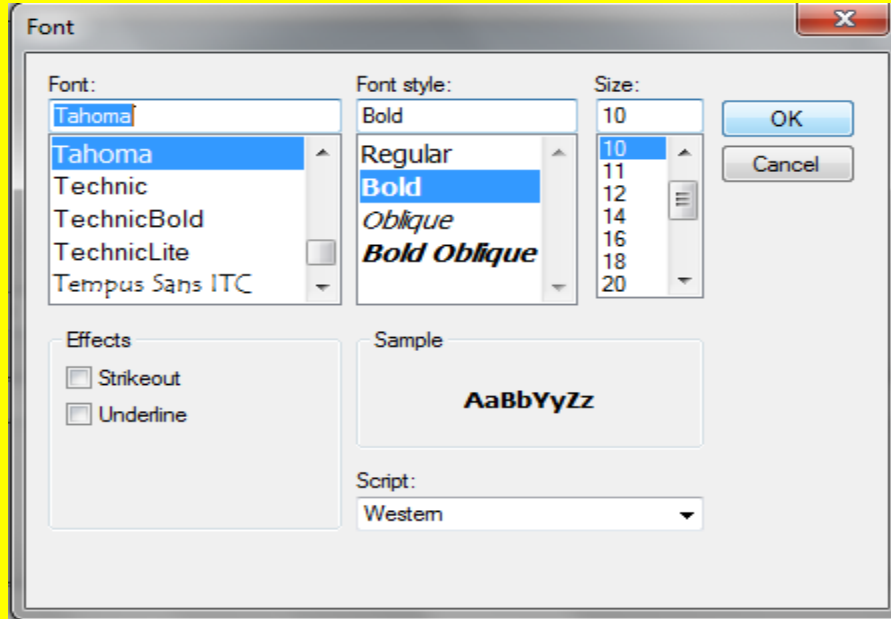 Font
Font:
Tahoma
Tahoma
Technic
TechnicBold
TechnicLite
Tempus Sans ITC
Font style:
Bold
Regular
Bold
Oblique
Bold Oblique
Size:
10
10
11
12
14
16
18
20
OK
Cancel
Effects
Strikeout
Underline
Sample
AaBbYyZz
Script:
Western